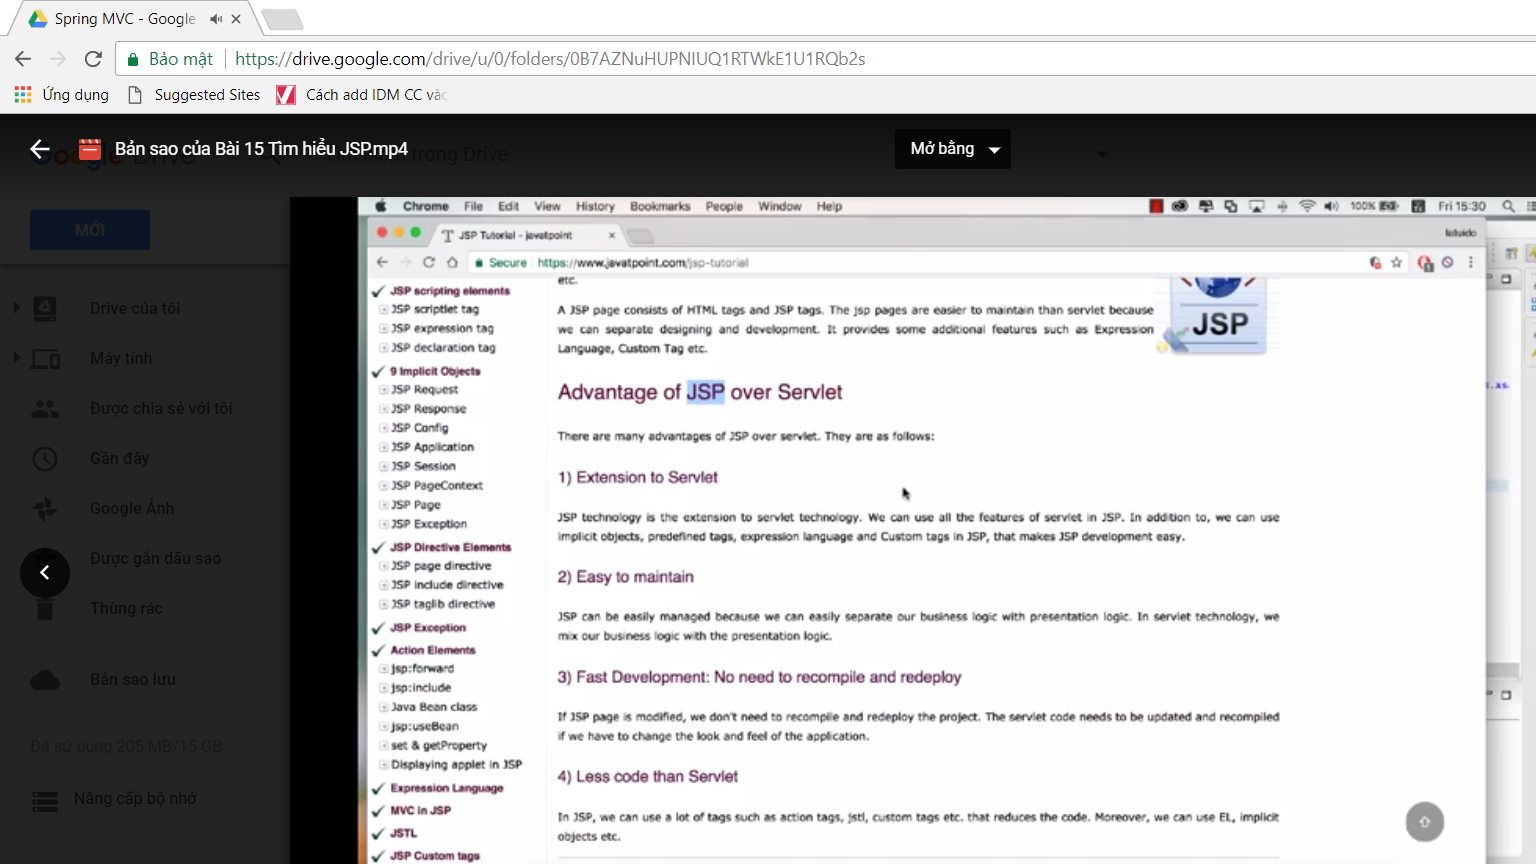 Spring MVC - Google
Bảo mật
https://drive.google.com/drive/u/0/folders/0B7AZNuHUPNIUQ1RTWkE1U1RQb2s
Ứng dụng
Suggested Sites
Cách add IDM CC vào
Bản sao của Bài 15 Tìm hiểu JSP.mp4
trong Drive
Mở bằng
MỚI
Drive của tôi
Máy tính
Được chia sẻ với tôi
Gần đây
Google Ảnh
Được gắn dấu sao
Thùng rác
Bản sao lưu
Đã sử dụng 205 MB/15 GB
Nâng cấp bộ nhớ
Chrome File Edit View History Bookmarks People Window Help
100%
Fri 15:30
JSP Tutorial - javatpoint
Secure
https://www.javatpoint.com/jsp-tutorial
JSP scripting elements
JSP scriptlet tag
JSP expression tag
JSP declaration tag
9 Implicit Objects
JSP Request
JSP Response
JSP Config
JSP Application
JSP Session
JSP PageContext
JSP Page
JSP Exception
JSP Directive Elements
JSP page directive
JSP include directive
JSP taglib directive
JSP Exception
Action Elements
jsp:forward
jsp:include
Java Bean class
jsp:useBean
set & getProperty
Displaying applet in JSP
Expression Language
MVC in JSP
JSTL
JSP Custom tags
etc.
A JSP page consists of HTML tags and JSP tags. The jsp pages are easier to maintain than servlet because
we can separate designing and development. It provides some additional features such as Expression
Language, Custom Tag etc.
JSP
Advantage of JSP over Servlet
There are many advantages of JSP over servlet. They are as follows:
1) Extension to Servlet
JSP technology is the extension to servlet technology. We can use all the features of servlet in JSP. In addition to, we can use
implicit objects, predefined tags, expression language and Custom tags in JSP, that makes JSP development easy.
2) Easy to maintain
JSP can be easily managed because we can easily separate our business logic with presentation logic. In servlet technology, we
mix our business logic with the presentation logic.
3) Fast Development: No need to recompile and redeploy
If JSP page is modified, we don't need to recompile and redeploy the project. The servlet code needs to be updated and recompiled
if we have to change the look and feel of the application.
4) Less code than Servlet
In JSP, we can use a lot of tags such as action tags, jstl, custom tags etc. that reduces the code. Moreover, we can use EL, implicit
objects etc.